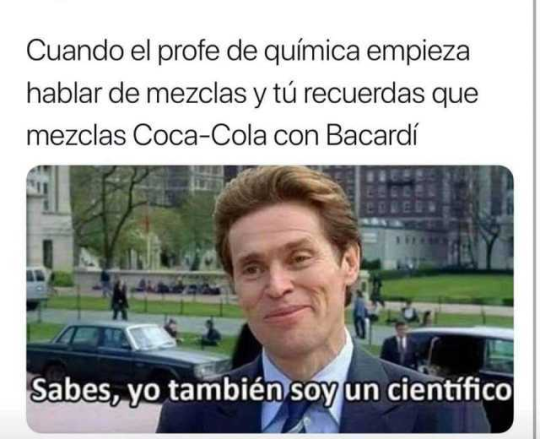 Cuando el profe de química empieza
hablar de mezclas y tú recuerdas que
mezclas Coca-Cola con Bacardí
Sabes, yo también soy un científico